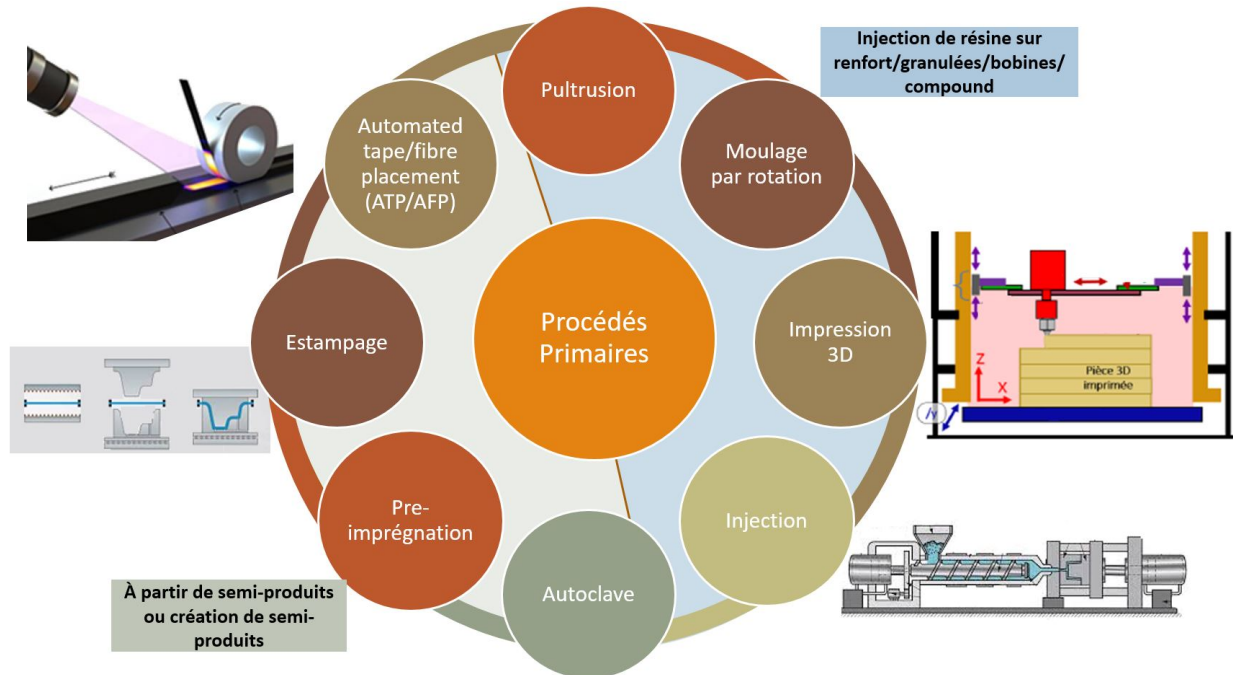 Injection de résine sur
renfort/granulées/bobines/
compound
Pultrusion
Automated
tape/fibre
placement
(ATP/AFP)
Moulage
par rotation
Procédés
Primaires
Estampage
Impression
3D
Z
X
Pièce 3D
imprimée
Pre-
imprégnation
Injection
Autoclave
À partir de semi-produits
ou création de semi-
produits